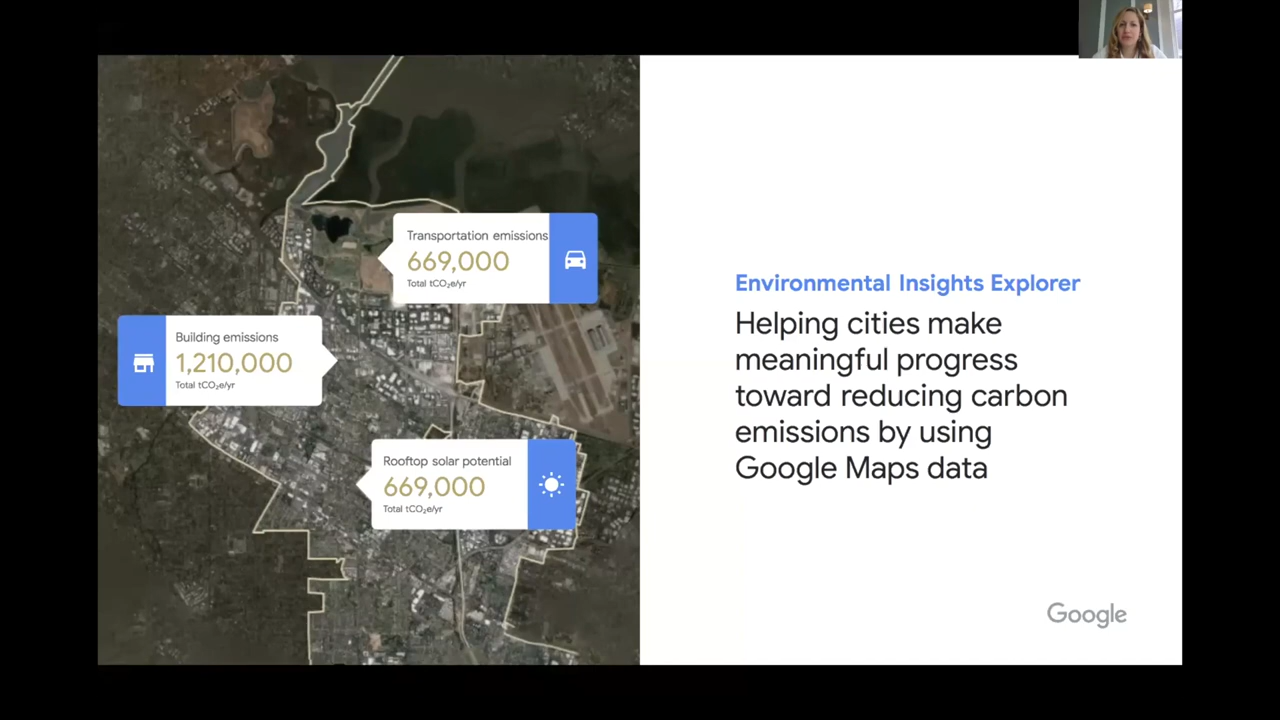 Transportation emissions
669,000
Total tCO₂e/yr
Building emissions
1,210,000
Total tCO₂e/yr
Rooftop solar potential
669,000
Total tCO₂e/yr
Environmental Insights Explorer
Helping cities make
meaningful progress
toward reducing carbon
emissions by using
Google Maps data
Google